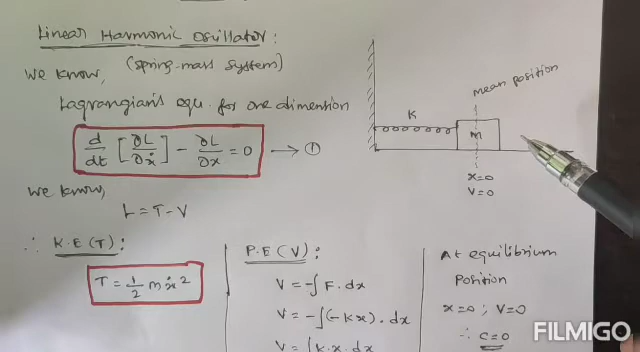 Linear Harmonic Oscillator:
(spring-mass system)
We know,
Lagrangian's equ. for one dimention
d/dt [∂L/∂ẋ] - ∂L/∂x = 0 → ①
We know,
L = T - V
∴ K.E (T):
T = 1/2 mẋ²
P.E (V):
V = -∫F.dx
V = -∫(-Kx).dx
V = ∫K.x.dx
At equilibrium
position
x=0 ; V=0
∴ c=0
mean position
K
m
x=0
V=0
FILMIGO